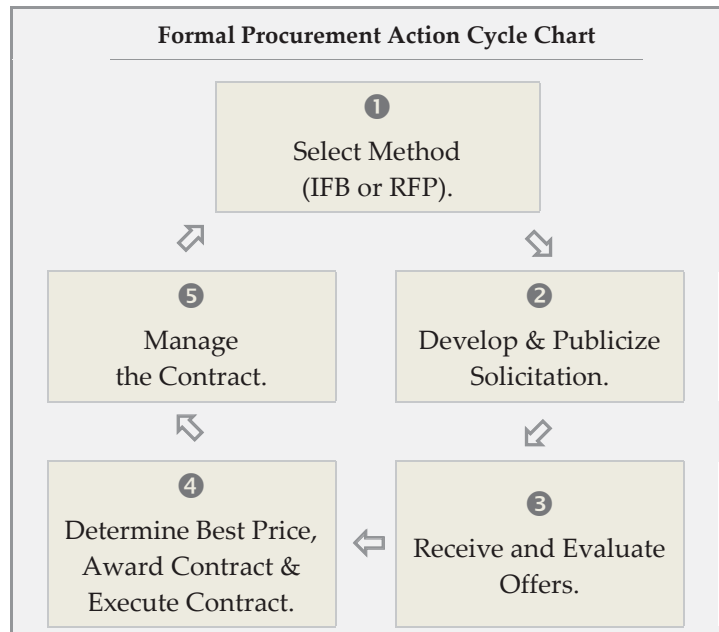 Formal Procurement Action Cycle Chart
❶
Select Method
(IFB or RFP).
❷
Develop & Publicize
Solicitation.
❸
Receive and Evaluate
Offers.
❹
Determine Best Price,
Award Contract &
Execute Contract.
❺
Manage
the Contract.